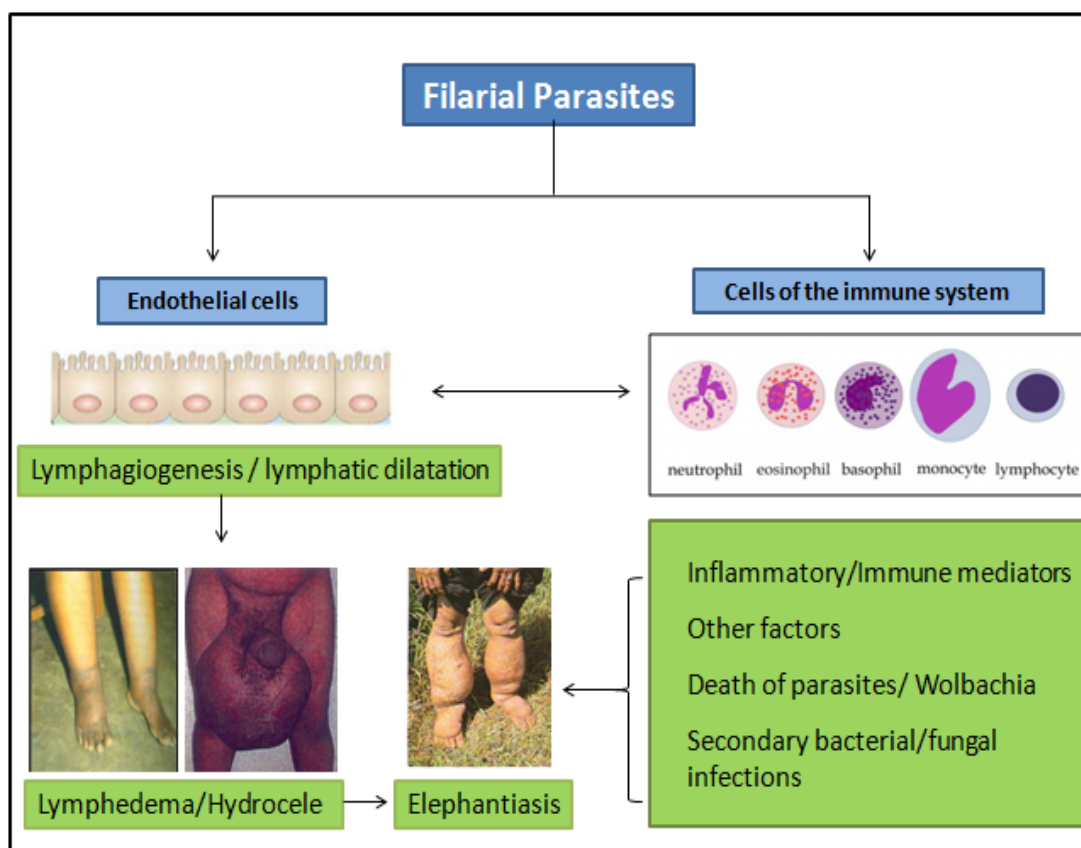 Filarial Parasites
Endothelial cells
Cells of the immune system
neutrophil eosinophil basophil monocyte lymphocyte
Lymphagiogenesis / lymphatic dilatation
Inflammatory/Immune mediators
Other factors
Death of parasites/ Wolbachia
Secondary bacterial/fungal
infections
Lymphedema/Hydrocele
Elephantiasis